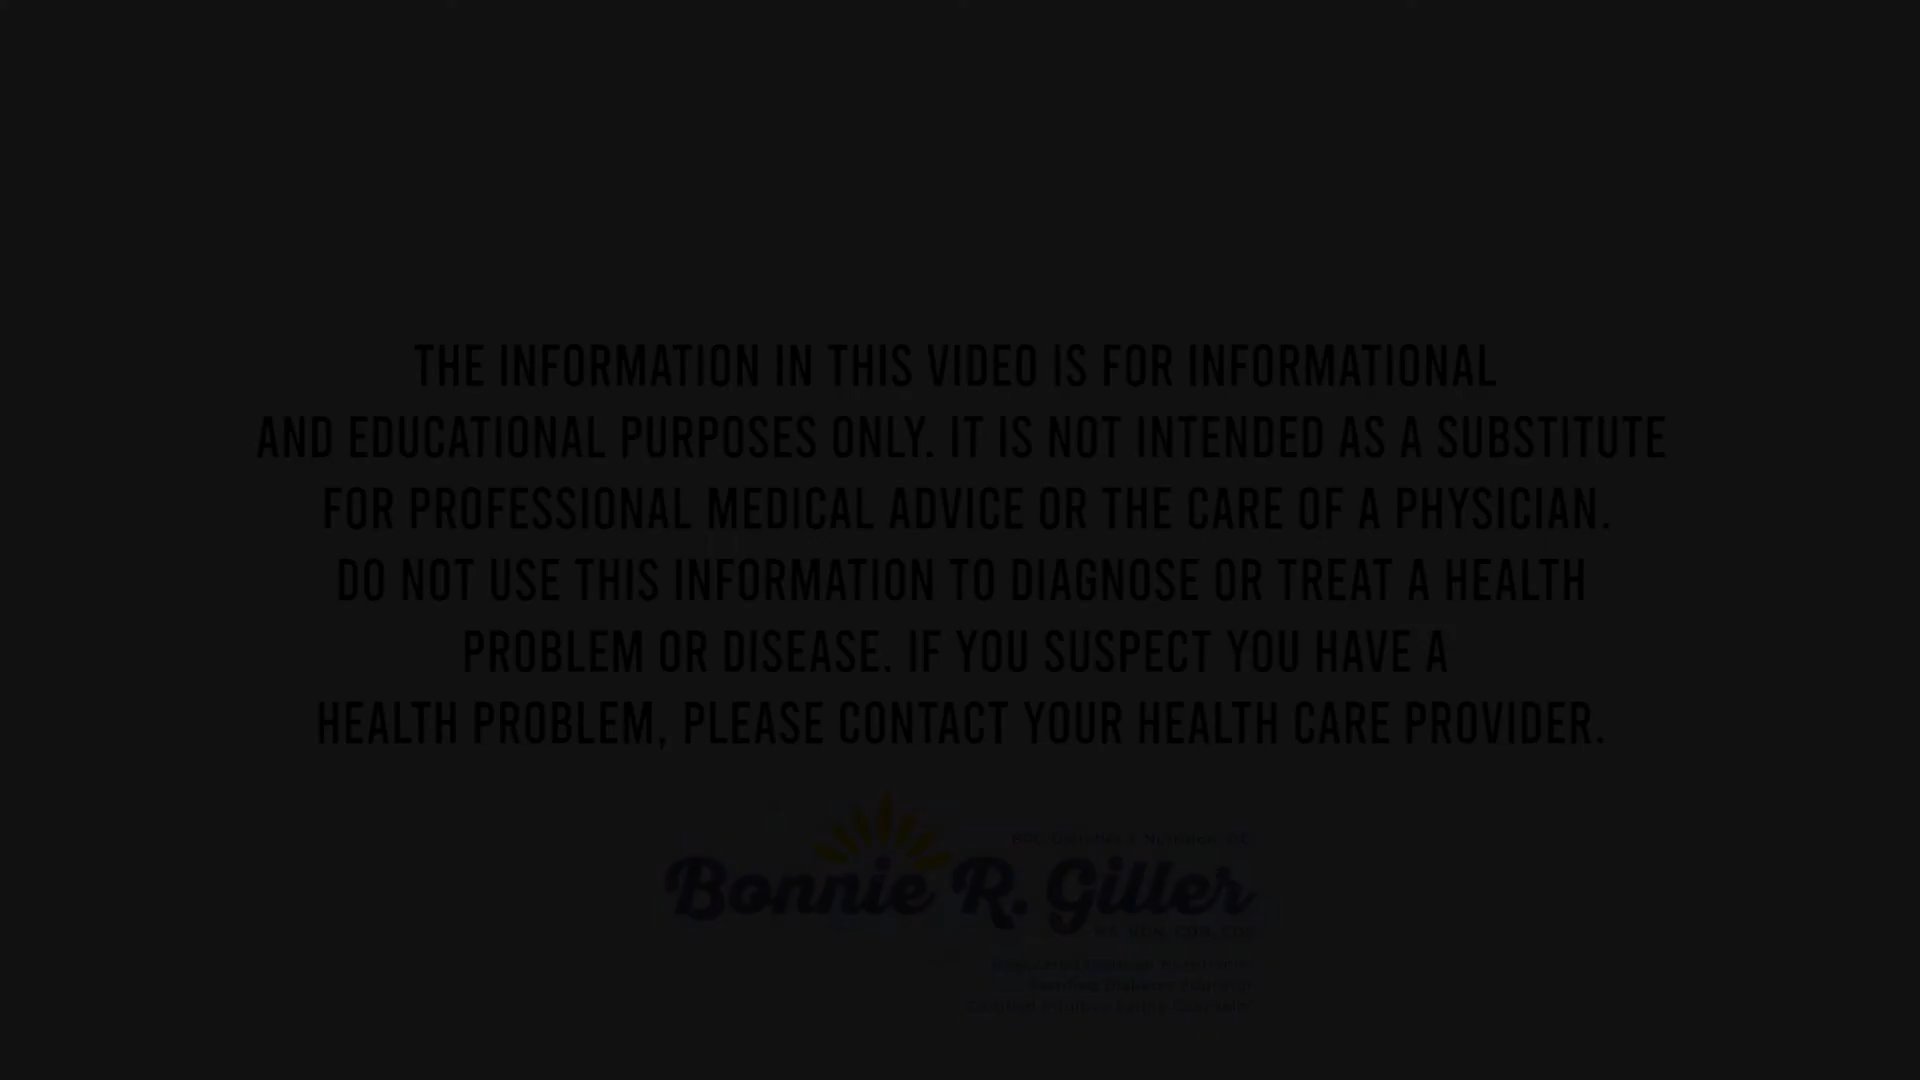 THE INFORMATION IN THIS VIDEO IS FOR INFORMATIONAL
AND EDUCATIONAL PURPOSES ONLY. IT IS NOT INTENDED AS A SUBSTITUTE
FOR PROFESSIONAL MEDICAL ADVICE OR THE CARE OF A PHYSICIAN.
DO NOT USE THIS INFORMATION TO DIAGNOSE OR TREAT A HEALTH
PROBLEM OR DISEASE. IF YOU SUSPECT YOU HAVE A
HEALTH PROBLEM, PLEASE CONTACT YOUR HEALTH CARE PROVIDER.
Bonnie R. Giller